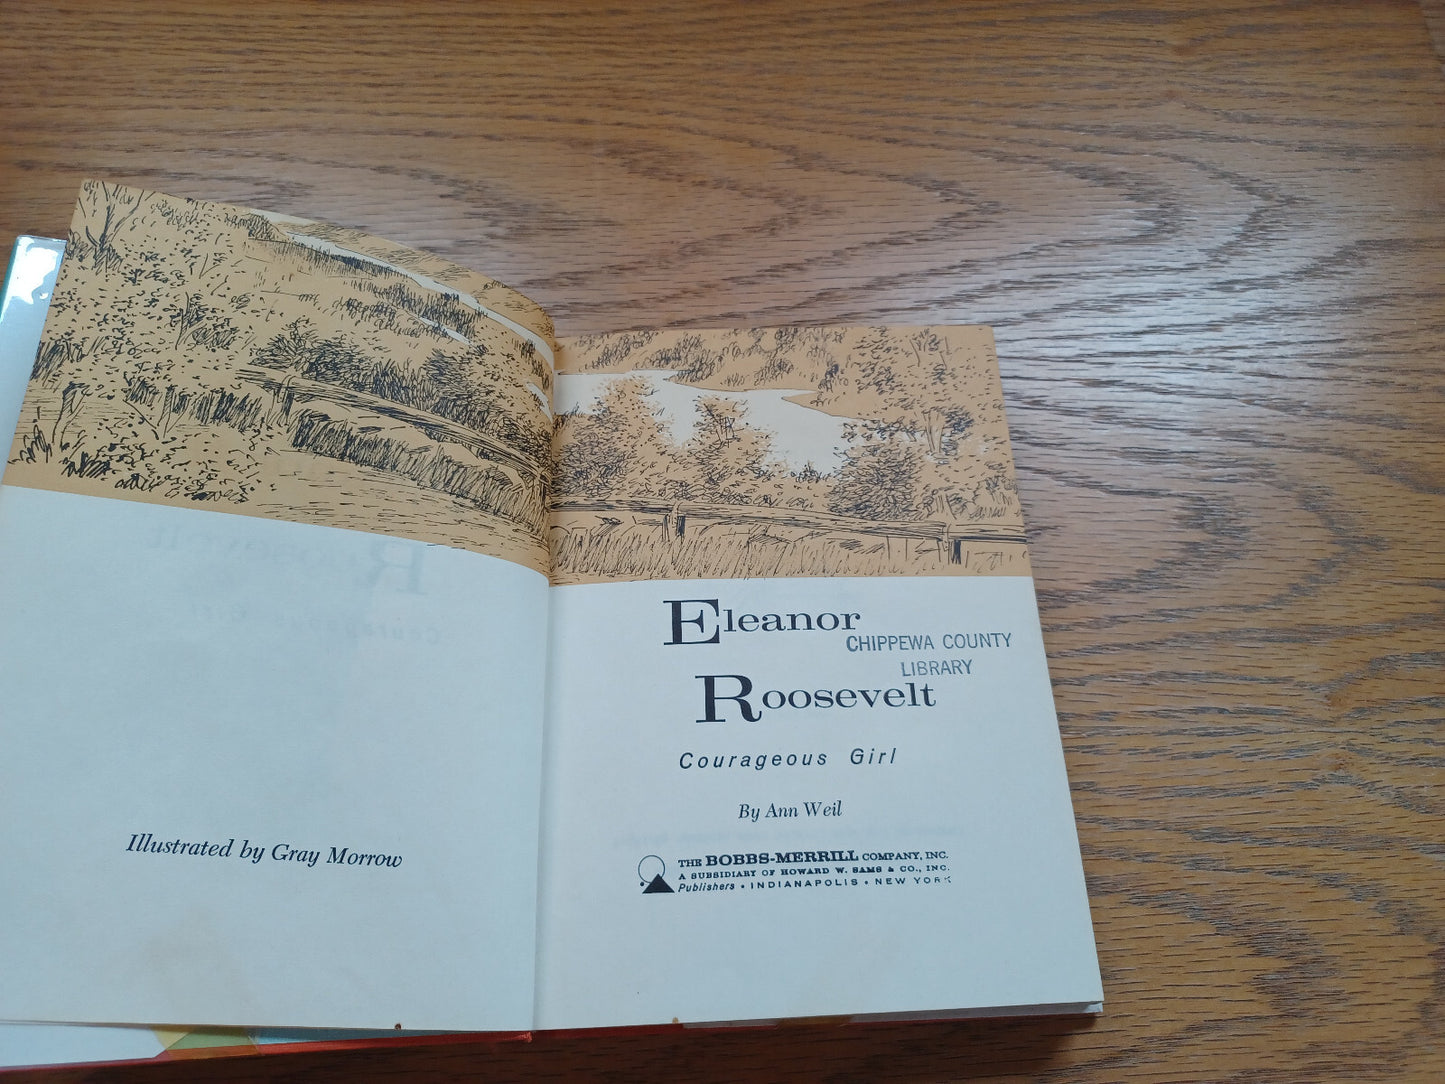 Illustrated by Gray Morrow
Eleanor
CHIPPEWA COUNTY
LIBRARY
Roosevelt
Courageous Girl
By Ann Weil
THE BOBBS-MERRILL COMPANY, INC.
A SUBSIDIARY OF HOWARD W. SAMS & CO., INC.
Publishers • INDIANAPOLIS • NEW YORK